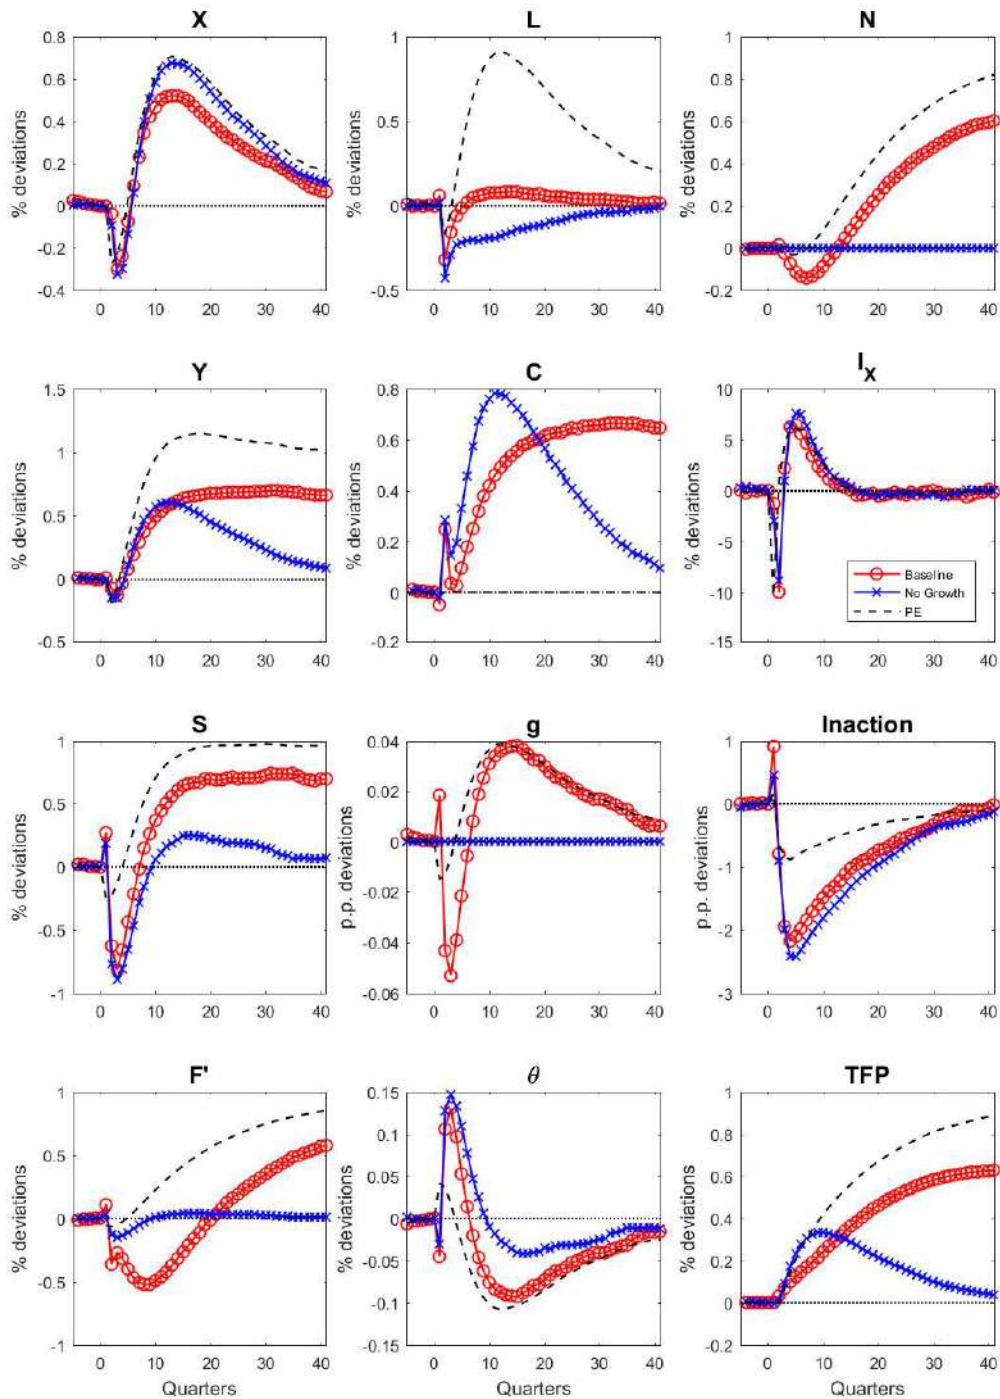 X L N
0.8 1 1
0.6 0.8
0.4 0.5 0.6
0.2 0.4
0 0 0.2
-0.2 0
-0.4 -0.5 -0.2
% deviations % deviations % deviations
0 10 20 30 40 0 10 20 30 40 0 10 20 30 40
Y C I_X
1.5 0.8 10
1 0.6 5
0.5 0.4 0
0.2 -5
0 0 -10
-0.5 -0.2 -15
% deviations % deviations % deviations
Baseline
No Growth
PE
0 10 20 30 40 0 10 20 30 40 0 10 20 30 40
S g Inaction
1 0.04 1
0.5 0.02 0
0 0 -1
-0.02
-0.5 -0.04 -2
-1 -0.06 -3
% deviations p.p. deviations p.p. deviations
0 10 20 30 40 0 10 20 30 40 0 10 20 30 40
F' θ TFP
1 0.15 1
0.5 0.1 0.8
0.05 0.6
0 0 0.4
-0.05 0.2
-0.5 -0.1 0
-1 -0.15 -0.2
% deviations % deviations % deviations
0 10 20 30 40 0 10 20 30 40 0 10 20 30 40
Quarters Quarters Quarters